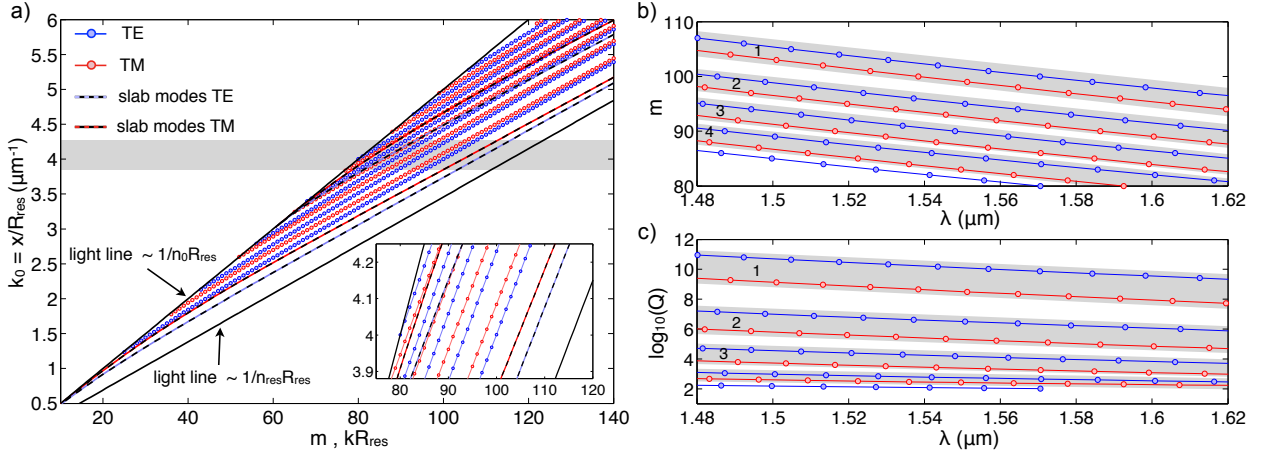 a)
k₀ = x/R_res (μm⁻¹)
6
5.5
5
4.5
4
3.5
3
2.5
2
1.5
1
0.5
TE
TM
slab modes TE
slab modes TM
light line ~ 1/n₀R_res
light line ~ 1/n_resR_res
4.2
4.1
4
3.9
80 90 100 110 120
20 40 60 80 100 120 140
m , kR_res
b)
m
110
100
90
80
1
2
3
4
1.48 1.5 1.52 1.54 1.56 1.58 1.6 1.62
λ (μm)
c)
log₁₀(Q)
12
10
8
6
4
2
1
2
3
1.48 1.5 1.52 1.54 1.56 1.58 1.6 1.62
λ (μm)